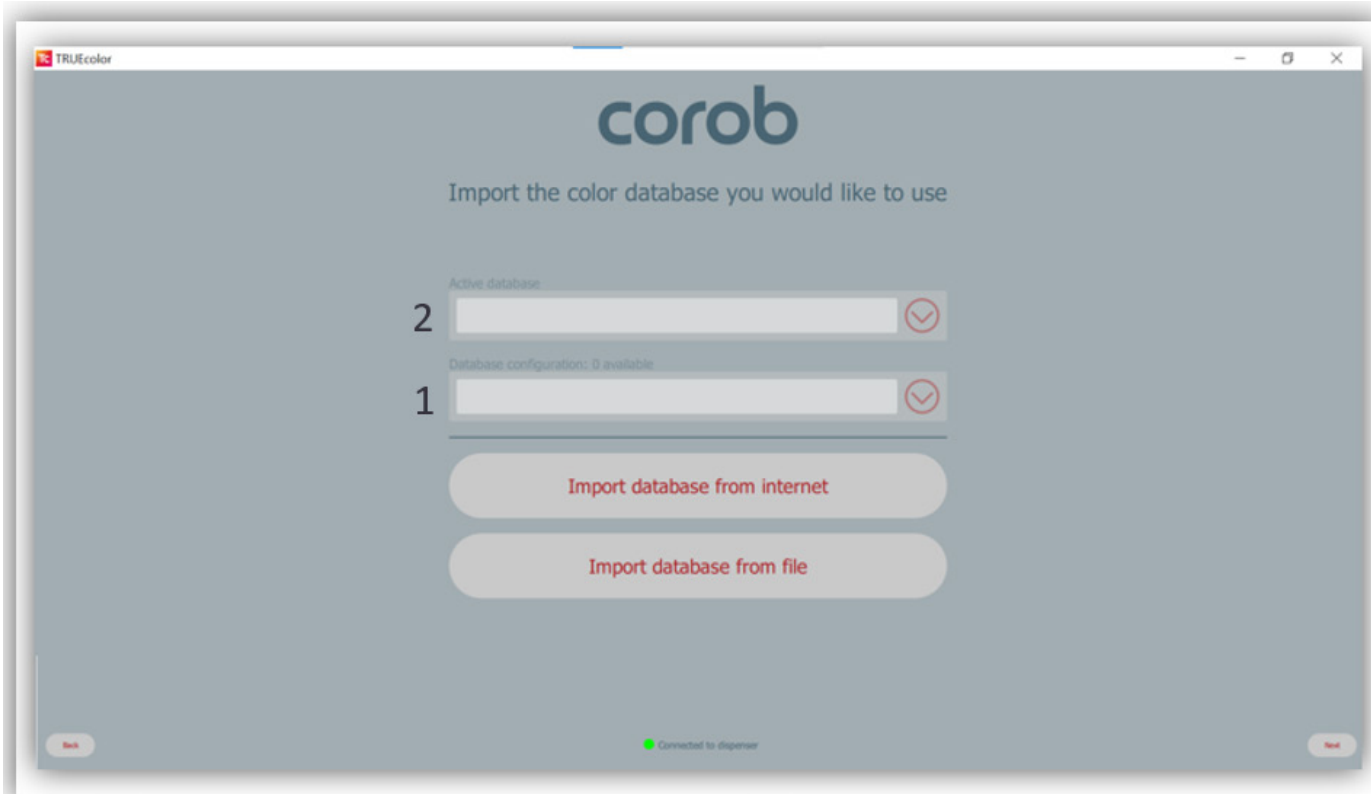 Tc TRUEcolor
corob
Import the color database you would like to use
Active database
2
Database configuration: 0 available
1
Import database from internet
Import database from file
Back
Connected to dispenser
Next